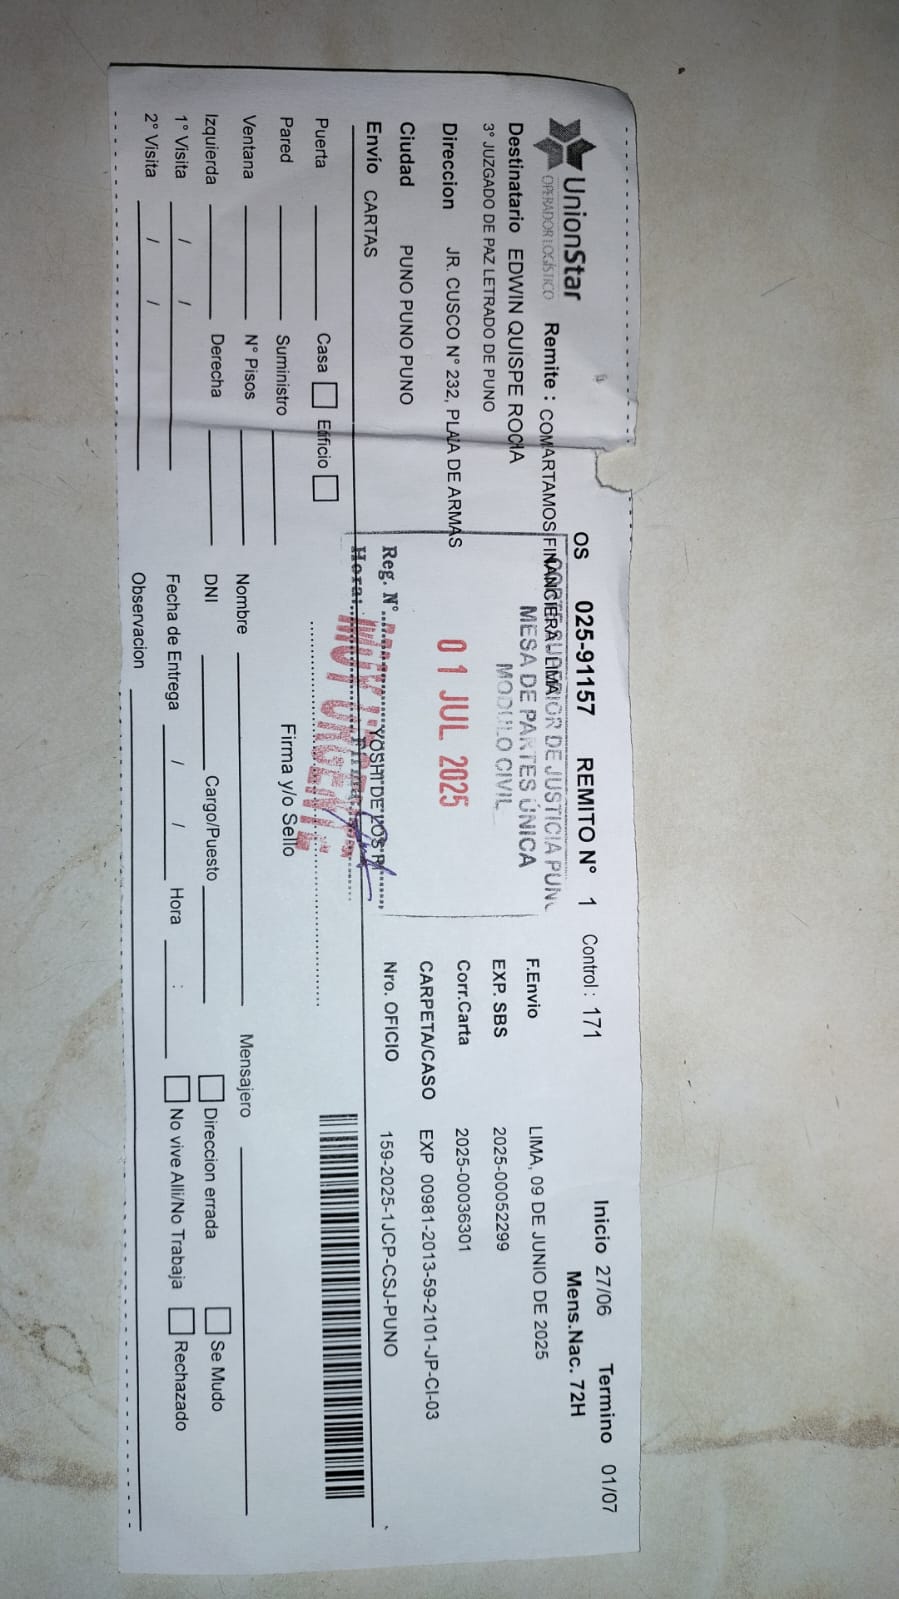 UnionStar
OPERADOR LOGÍSTICO
OS 025-91157 REMITO N° 1 Control : 171
Inicio 27/06 Termino 01/07
Mens.Nac. 72H
Remite : COMARTAMOS FINANCIERA LIMA
Destinatario EDWIN QUISPE ROCHA
3° JUZGADO DE PAZ LETRADO DE PUNO
Direccion JR. CUSCO N° 232, PLAIA DE ARMAS
Ciudad PUNO PUNO PUNO
Envío CARTAS
F.Envio LIMA, 09 DE JUNIO DE 2025
EXP. SBS 2025-00052299
Corr.Carta 2025-00036301
CARPETA/CASO EXP 00981-2013-59-2101-JP-CI-03
Nro. OFICIO 159-2025-1JCP-CSJ-PUNO
SUPERIOR DE JUSTICIA PUNO
MESA DE PARTES ÚNICA
MODULO CIVIL
0 1 JUL. 2025
Reg. N°
Hora:
MUY URGENTE
Puerta Casa Edificio
Pared Suministro
Ventana N° Pisos
Izquierda Derecha
1° Visita / /
2° Visita / /
Firma y/o Sello
Nombre Mensajero
DNI Cargo/Puesto
Fecha de Entrega / / Hora :
Observacion
Direccion errada Se Mudo
No vive Alli/No Trabaja Rechazado